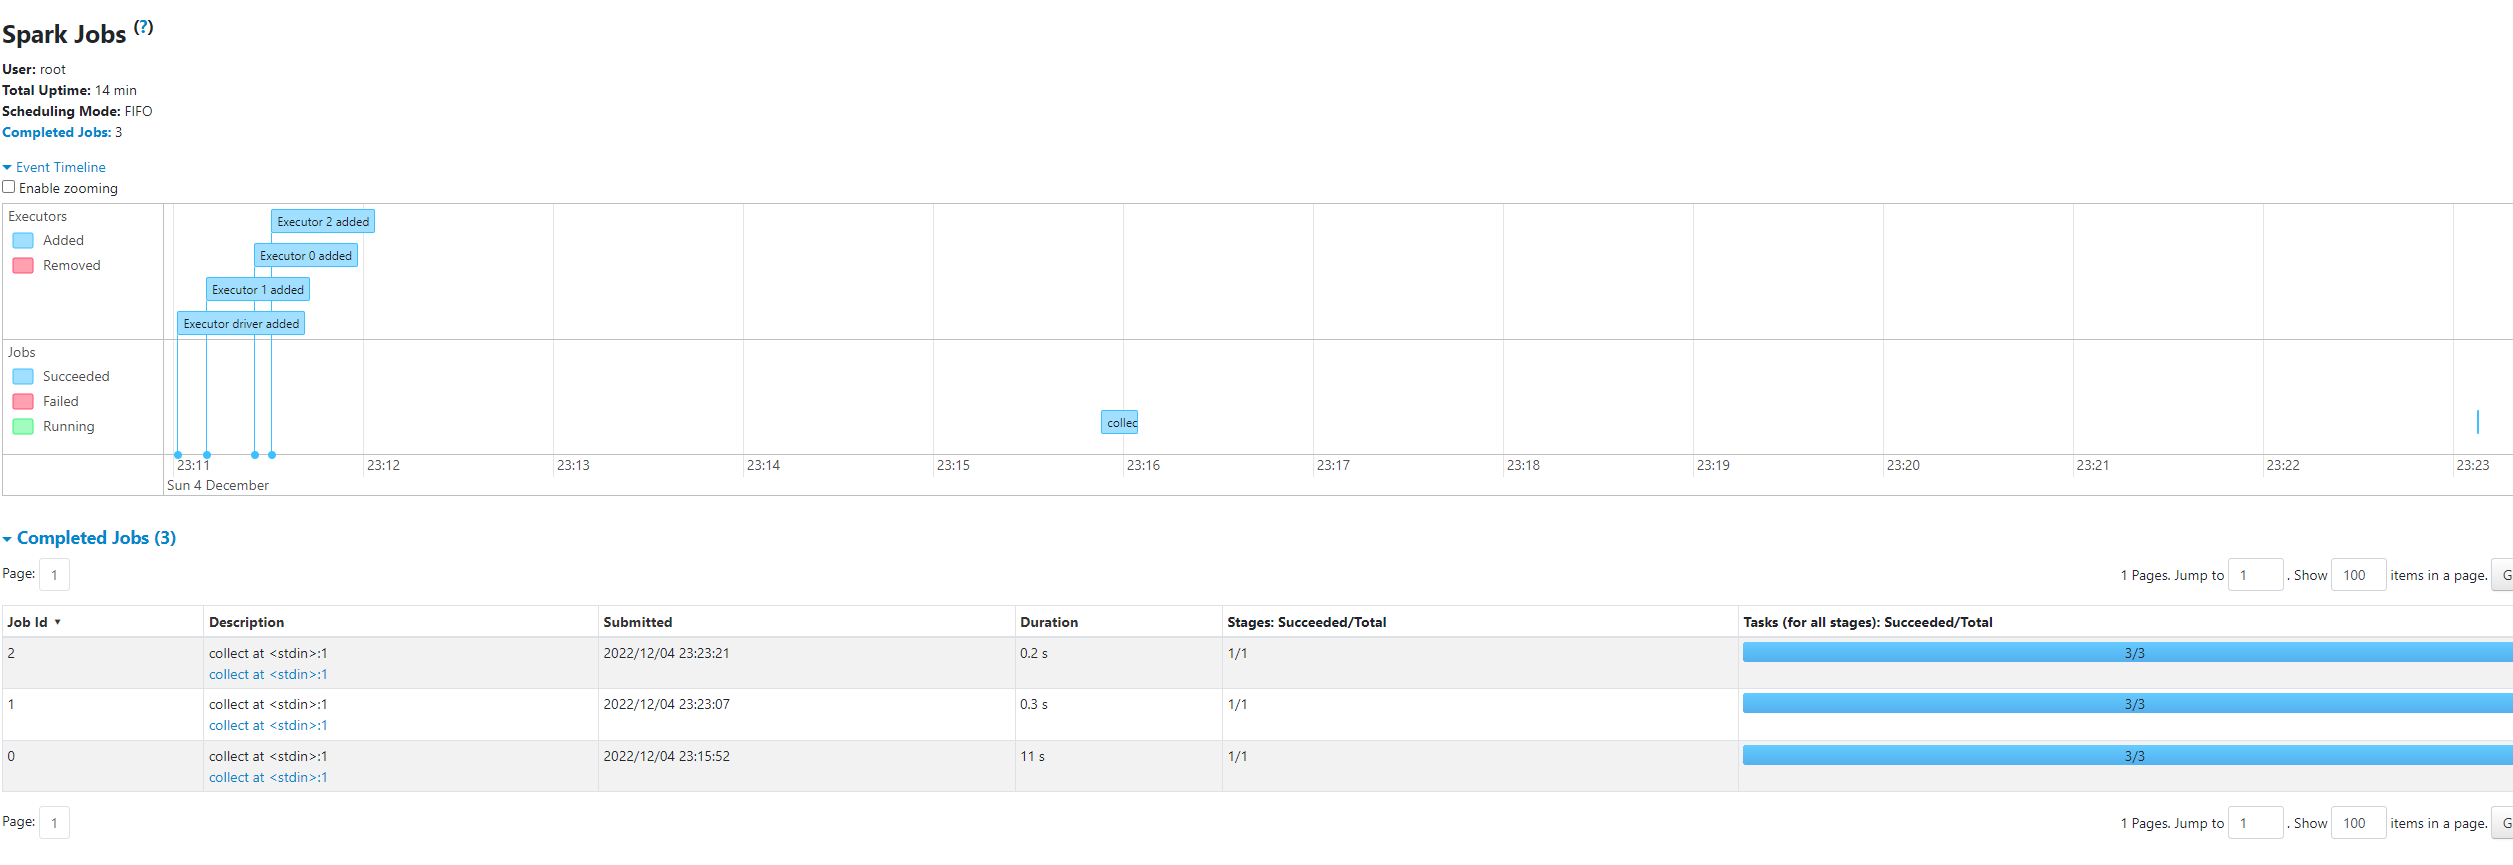 Spark Jobs (?)
User: root
Total Uptime: 14 min
Scheduling Mode: FIFO
Completed Jobs: 3
Event Timeline
Enable zooming
Executors
Added
Removed
Executor 2 added
Executor 0 added
Executor 1 added
Executor driver added
Jobs
Succeeded
Failed
Running
collec
23:11 23:12 23:13 23:14 23:15 23:16 23:17 23:18 23:19 23:20 23:21 23:22 23:23
Sun 4 December
Completed Jobs (3)
Page: 1 1 Pages. Jump to 1 . Show 100 items in a page. G
Job Id ▾ Description Submitted Duration Stages: Succeeded/Total Tasks (for all stages): Succeeded/Total
2 collect at <stdin>:1 2022/12/04 23:23:21 0.2 s 1/1 3/3
collect at <stdin>:1
1 collect at <stdin>:1 2022/12/04 23:23:07 0.3 s 1/1 3/3
collect at <stdin>:1
0 collect at <stdin>:1 2022/12/04 23:15:52 11 s 1/1 3/3
collect at <stdin>:1
Page: 1 1 Pages. Jump to 1 . Show 100 items in a page. G